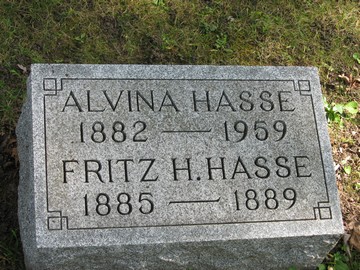 ALVINA HASSE
1882 — 1959
FRITZ H. HASSE
1885 — 1889